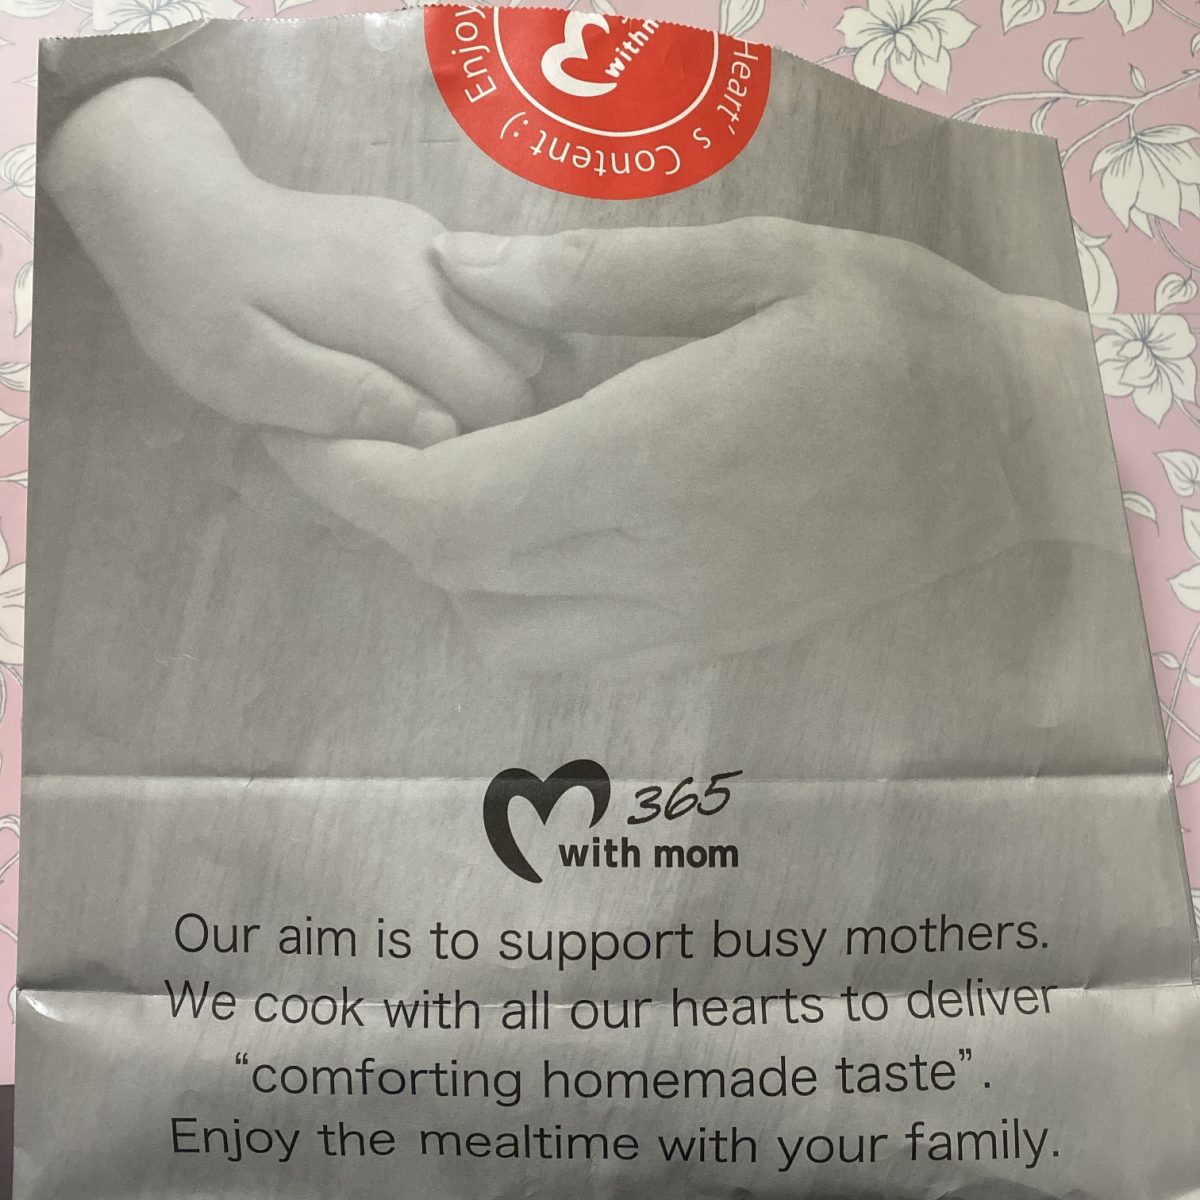 Enjoy
Heart's Content :)
365
with mom
Our aim is to support busy mothers.
We cook with all our hearts to deliver
“comforting homemade taste”.
Enjoy the mealtime with your family.